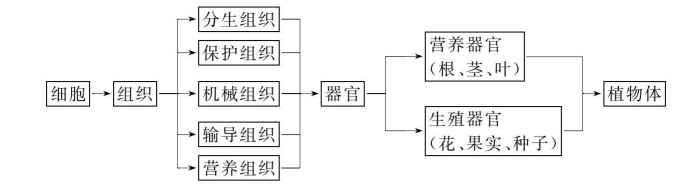 细胞
组织
分生组织
保护组织
机械组织
输导组织
营养组织
器官
营养器官
(根、茎、叶)
生殖器官
(花、果实、种子)
植物体